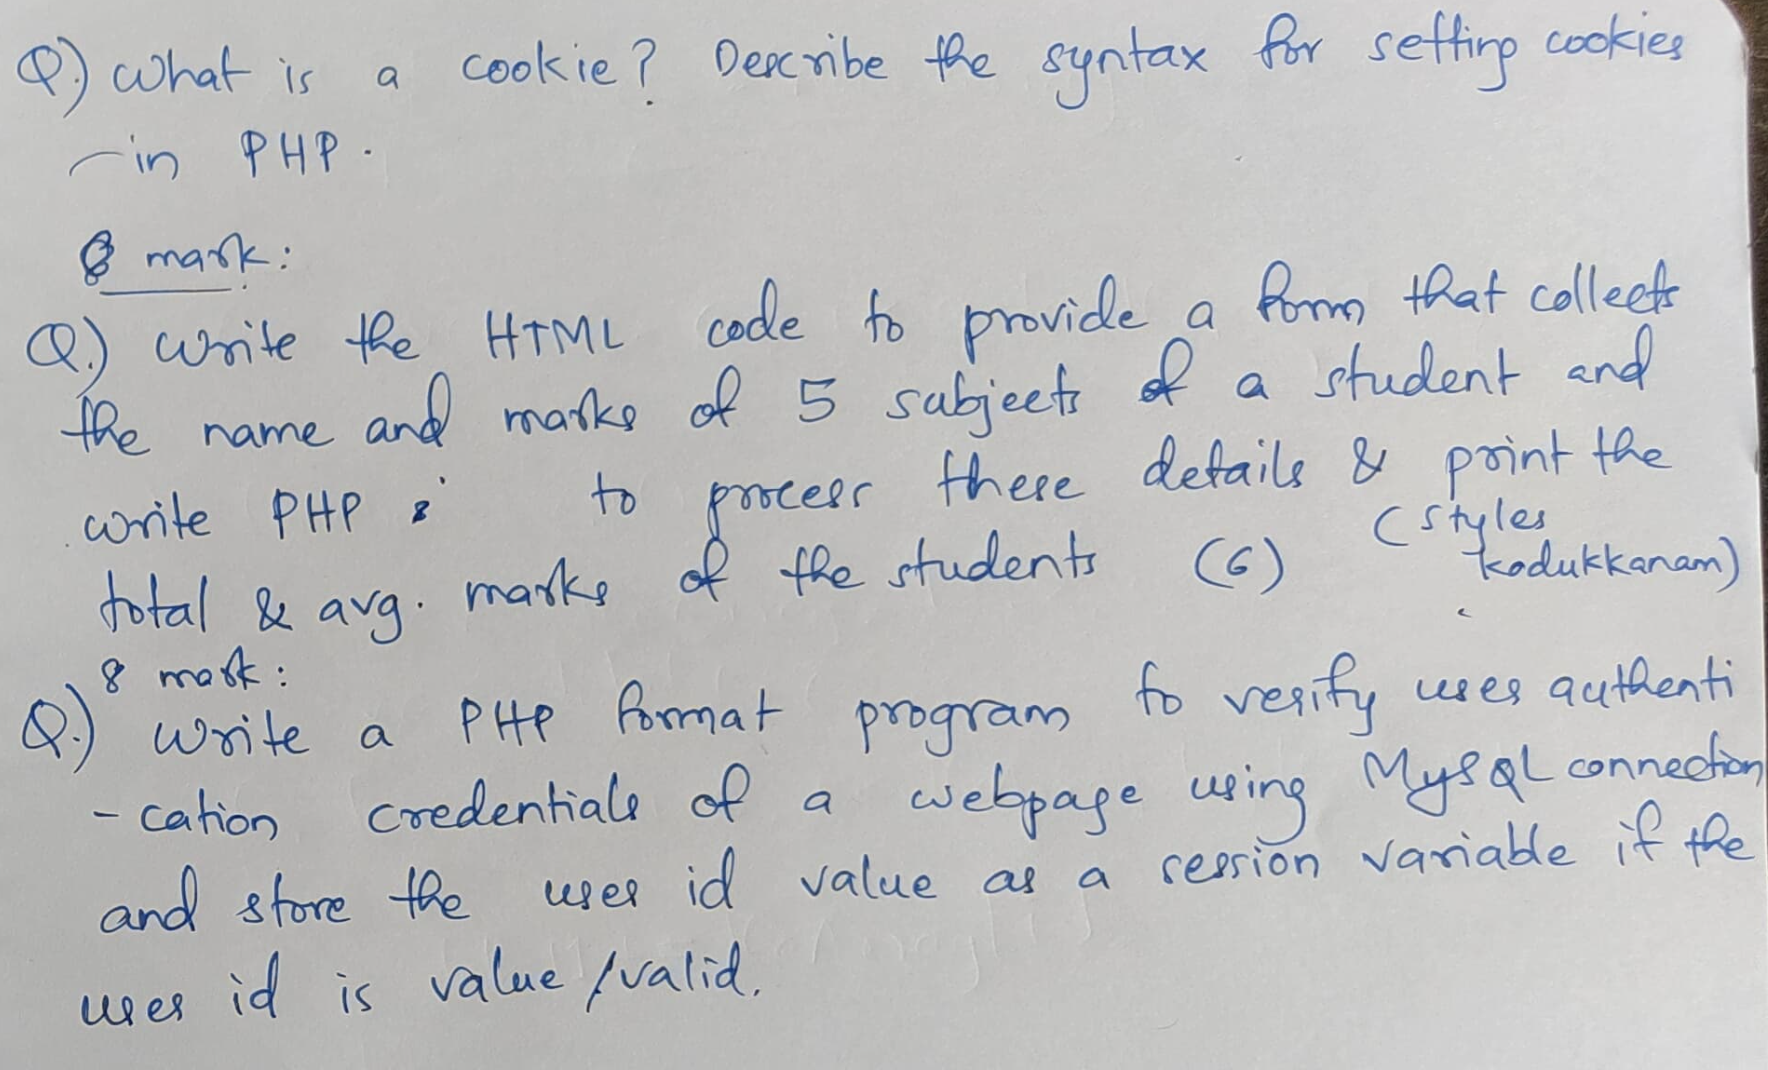 Q.) What is a cookie? Describe the syntax for setting cookies
in PHP.
8 mark:
Q.) Write the HTML code to provide a form that collects
the name and marks of 5 subjects of a student and
write PHP to process these details & print the
total & avg. marks of the students (6) (styles
kodukkanam)
8 mark:
Q.) Write a PHP format program to verify user authenti
- cation credentials of a webpage using MySQL connection
and store the user id value as a session variable if the
user id is value /valid.